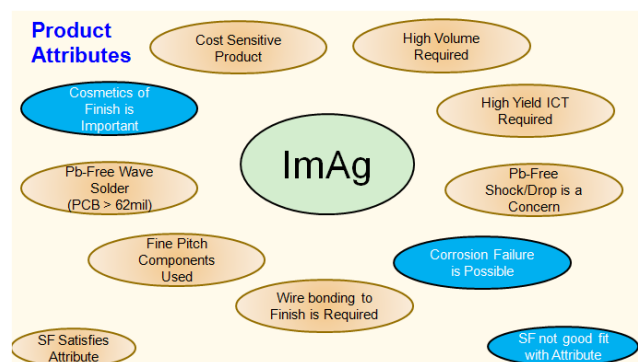 Product
Attributes
Cost Sensitive
Product
High Volume
Required
Cosmetics of
Finish is
Important
High Yield ICT
Required
ImAg
Pb-Free Wave
Solder
(PCB > 62mil)
Pb-Free
Shock/Drop is a
Concern
Fine Pitch
Components
Used
Corrosion Failure
is Possible
Wire bonding to
Finish is Required
SF Satisfies
Attribute
SF not good fit
with Attribute